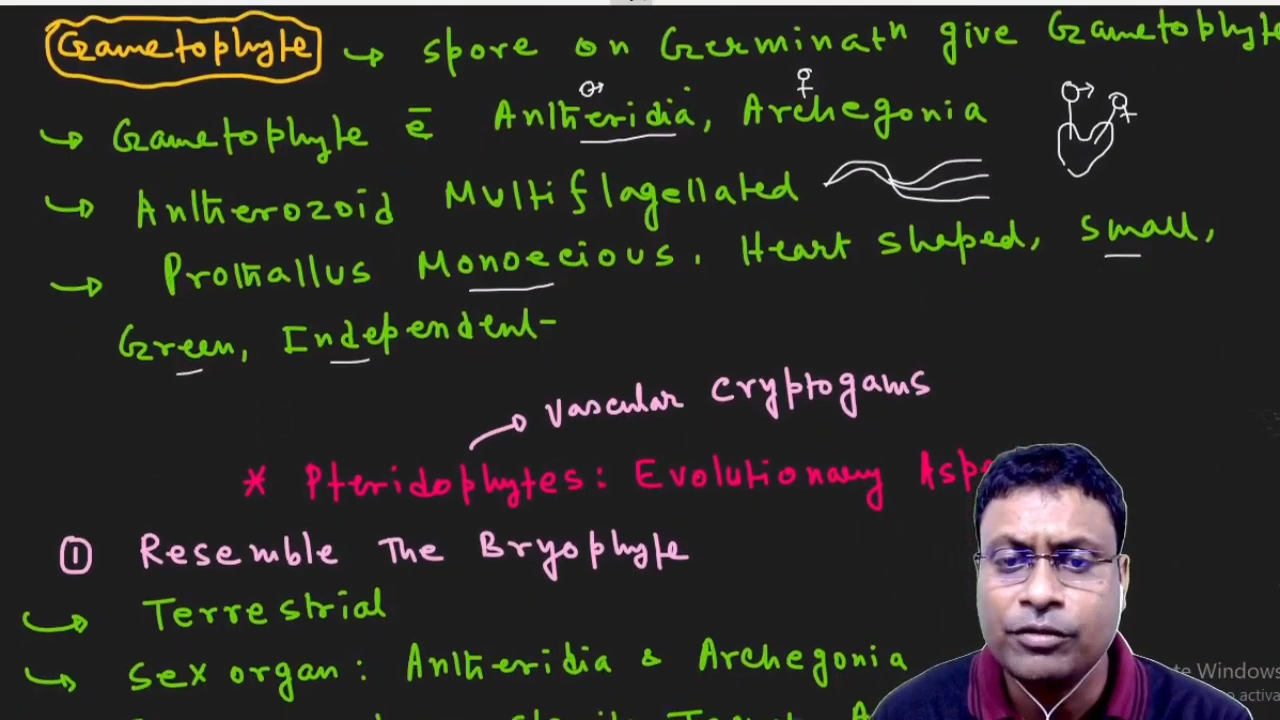 Gametophyte → spore on Germinatn give Gametophyte
→ Gametophyte ē Antheridia, Archegonia
→ Antherozoid Multiflagellated
→ Prothallus Monoecious. Heart shaped, small,
Green, Independent-
→ Vascular Cryptogams
* Pteridophytes: Evolutionary
① Resemble The Bryophyte
→ Terrestrial
→ Sex organ: Antheridia & Archegonia
Windows